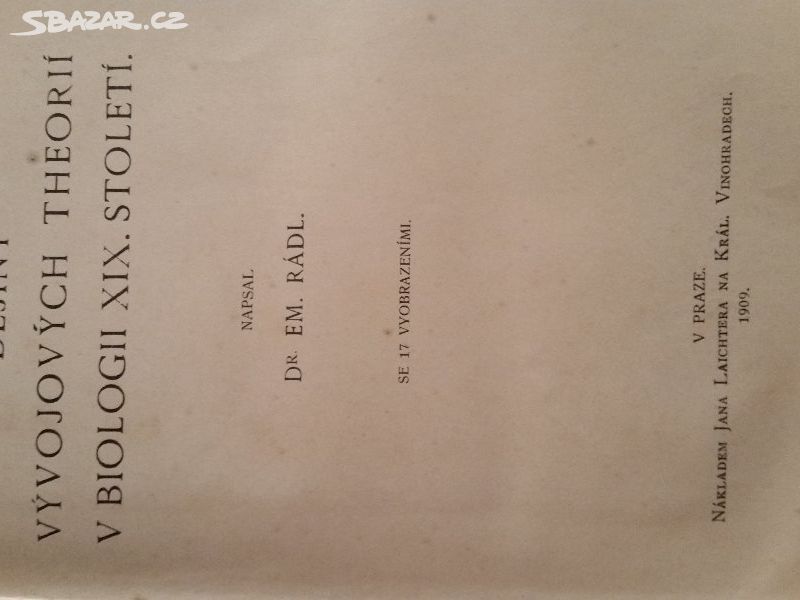 SBAZAR.CZ
DĚJINY
VÝVOJOVÝCH THEORIÍ
V BIOLOGII XIX. STOLETÍ.
NAPSAL
DR. EM. RÁDL.
SE 17 VYOBRAZENÍMI.
V PRAZE.
NÁKLADEM JANA LAICHTERA NA KRÁL. VINOHRADECH.
1909.